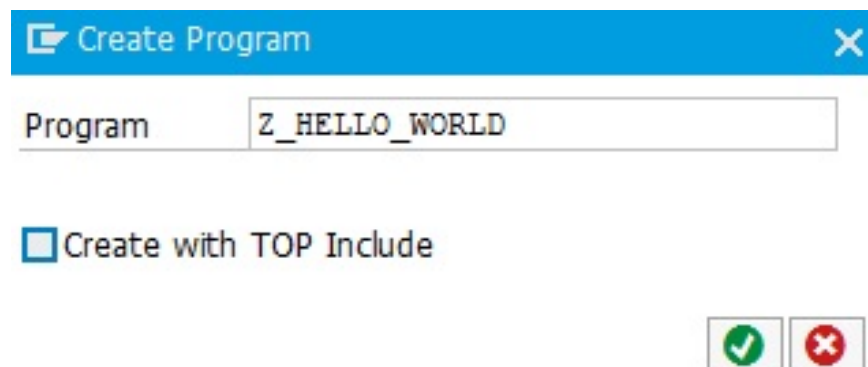 Create Program
Program Z_HELLO_WORLD
Create with TOP Include